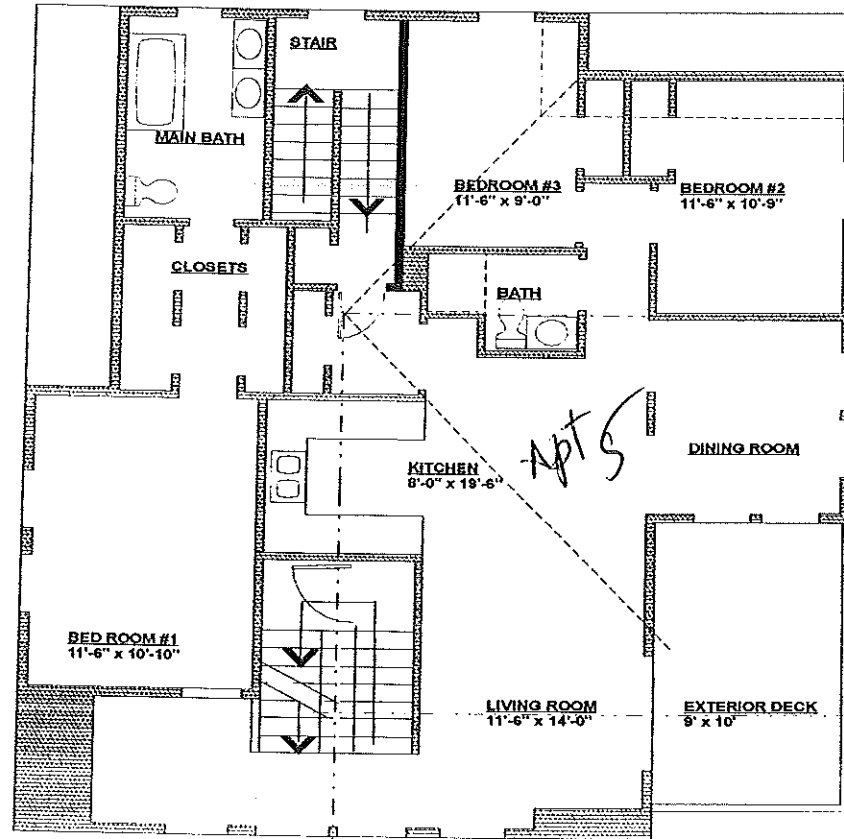 STAIR
MAIN BATH
BEDROOM #3
11'-6" x 9'-0"
BEDROOM #2
11'-6" x 10'-9"
CLOSETS
BATH
Apt 5
DINING ROOM
KITCHEN
8'-0" x 19'-6"
BED ROOM #1
11'-6" x 10'-10"
LIVING ROOM
11'-6" x 14'-0"
EXTERIOR DECK
9' x 10'